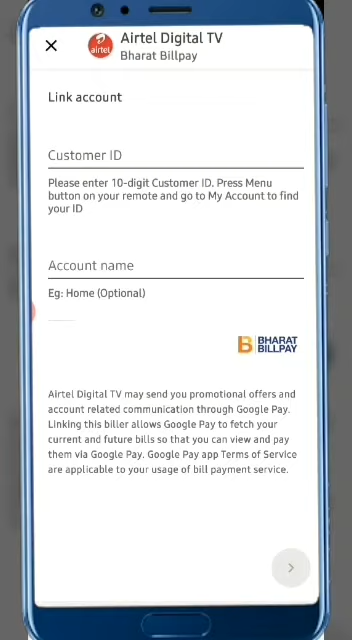 Airtel Digital TV
airtel
Bharat Billpay
Link account
Customer ID
Please enter 10-digit Customer ID. Press Menu
button on your remote and go to My Account to find
your ID
Account name
Eg: Home (Optional)
B BHARAT
BILLPAY
Airtel Digital TV may send you promotional offers and
account related communication through Google Pay.
Linking this biller allows Google Pay to fetch your
current and future bills so that you can view and pay
them via Google Pay. Google Pay app Terms of Service
are applicable to your usage of bill payment service.